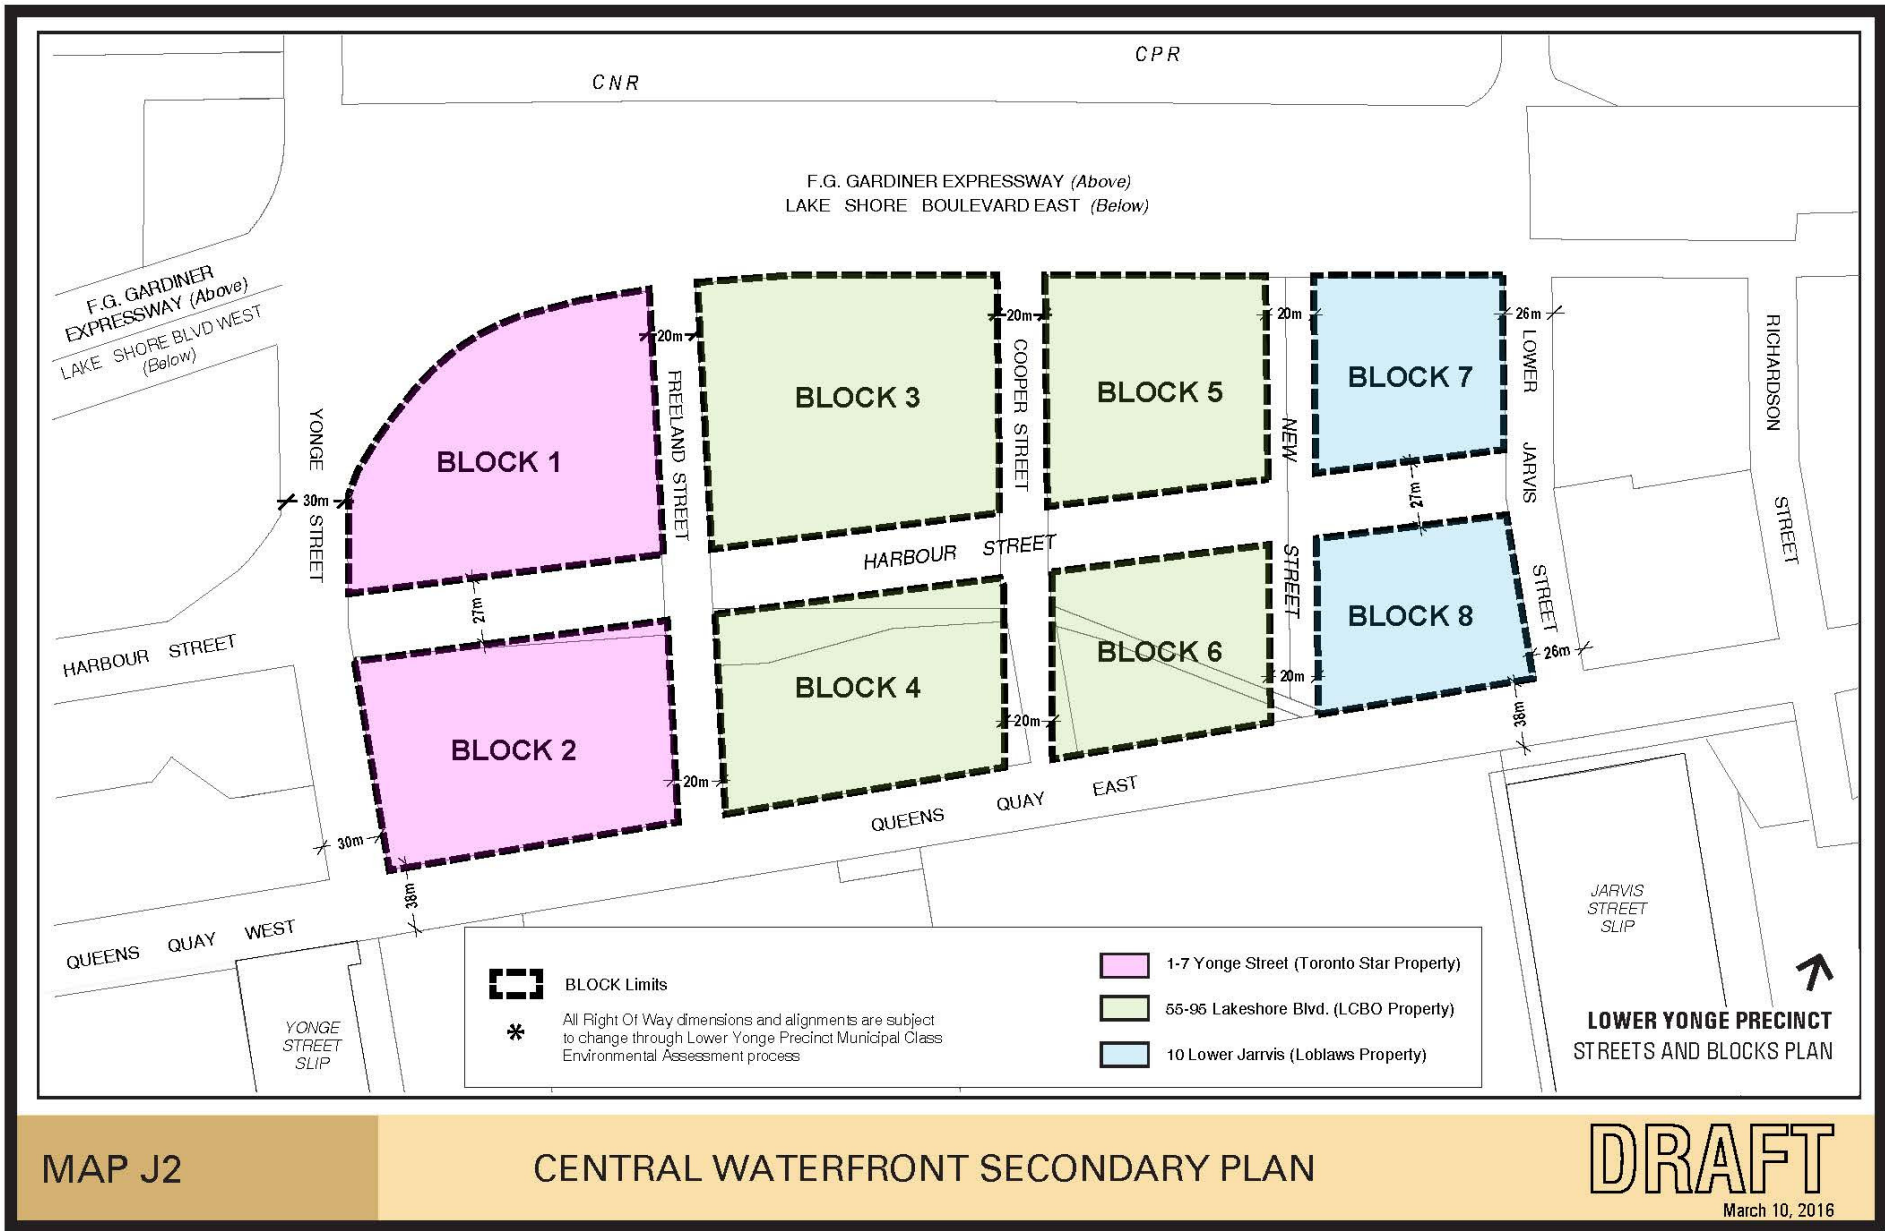 CNR
CPR
F.G. GARDINER EXPRESSWAY (Above)
LAKE SHORE BOULEVARD EAST (Below)
F.G. GARDINER
EXPRESSWAY (Above)
LAKE SHORE BLVD WEST
(Below)
YONGE STREET
30m
BLOCK 1
20m
FREELAND STREET
BLOCK 3
20m
COOPER STREET
BLOCK 5
20m
NEW STREET
BLOCK 7
26m
LOWER JARVIS STREET
RICHARDSON STREET
27m
27m
HARBOUR STREET
HARBOUR STREET
BLOCK 2
BLOCK 4
BLOCK 6
BLOCK 8
20m
20m
20m
26m
30m
38m
38m
QUEENS QUAY EAST
QUEENS QUAY WEST
YONGE
STREET
SLIP
JARVIS
STREET
SLIP
BLOCK Limits
* All Right Of Way dimensions and alignments are subject
to change through Lower Yonge Precinct Municipal Class
Environmental Assessment process
1-7 Yonge Street (Toronto Star Property)
55-95 Lakeshore Blvd. (LCBO Property)
10 Lower Jarrvis (Loblaws Property)
LOWER YONGE PRECINCT
STREETS AND BLOCKS PLAN
MAP J2
CENTRAL WATERFRONT SECONDARY PLAN
DRAFT
March 10, 2016